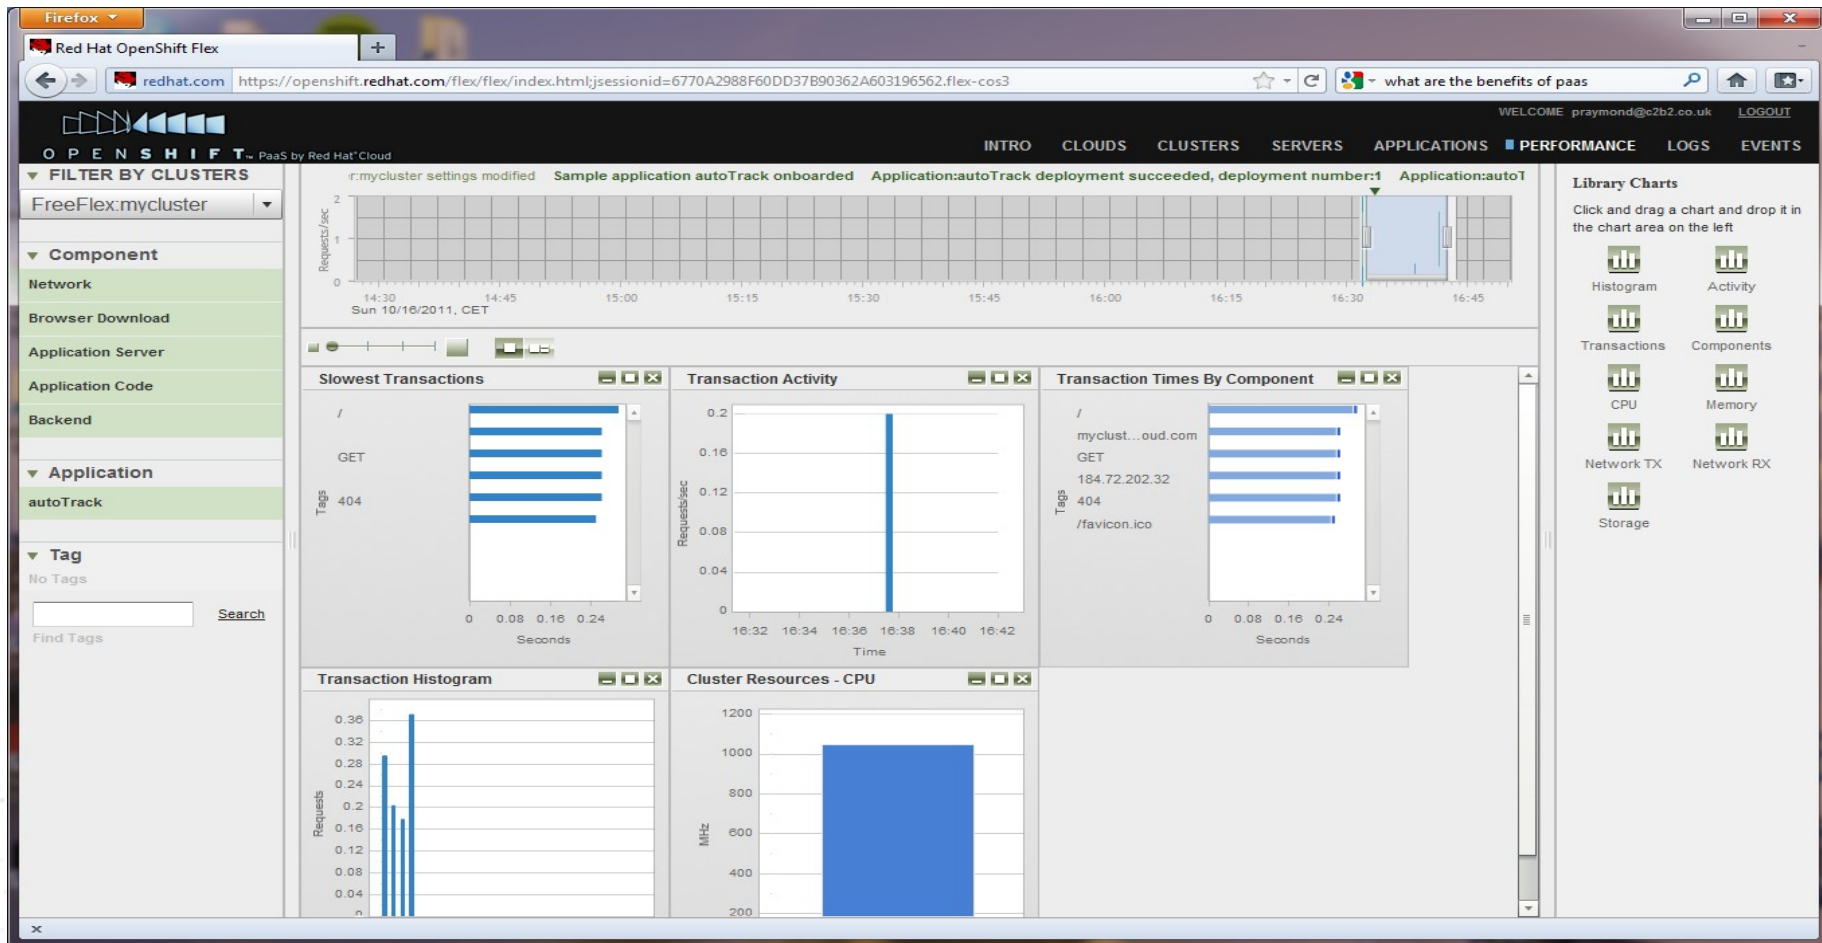 Firefox
Red Hat OpenShift Flex
redhat.com https://openshift.redhat.com/flex/flex/index.html;jsessionid=6770A2988F60DD37B90362A603196562.flex-cos3
what are the benefits of paas
WELCOME praymond@c2b2.co.uk LOGOUT
OPENSHIFT™ PaaS by Red Hat® Cloud
INTRO CLOUDS CLUSTERS SERVERS APPLICATIONS PERFORMANCE LOGS EVENTS
FILTER BY CLUSTERS
FreeFlex:mycluster
Component
Network
Browser Download
Application Server
Application Code
Backend
Application
autoTrack
Tag
No Tags
Search
Find Tags
r:mycluster settings modified Sample application autoTrack onboarded Application:autoTrack deployment succeeded, deployment number:1 Application:autoT
Requests/sec
2
1
0
14:30 14:45 15:00 15:15 15:30 15:45 16:00 16:15 16:30 16:45
Sun 10/16/2011, CET
Slowest Transactions
Tags
/
GET
404
0 0.08 0.16 0.24
Seconds
Transaction Activity
Requests/sec
0.2
0.16
0.12
0.08
0.04
0
16:32 16:34 16:36 16:38 16:40 16:42
Time
Transaction Times By Component
Tags
/
myclust...oud.com
GET
184.72.202.32
404
/favicon.ico
0 0.08 0.16 0.24
Seconds
Transaction Histogram
Requests
0.36
0.32
0.28
0.24
0.2
0.16
0.12
0.08
0.04
0
Cluster Resources - CPU
MHz
1200
1000
800
600
400
200
Library Charts
Click and drag a chart and drop it in
the chart area on the left
Histogram Activity
Transactions Components
CPU Memory
Network TX Network RX
Storage